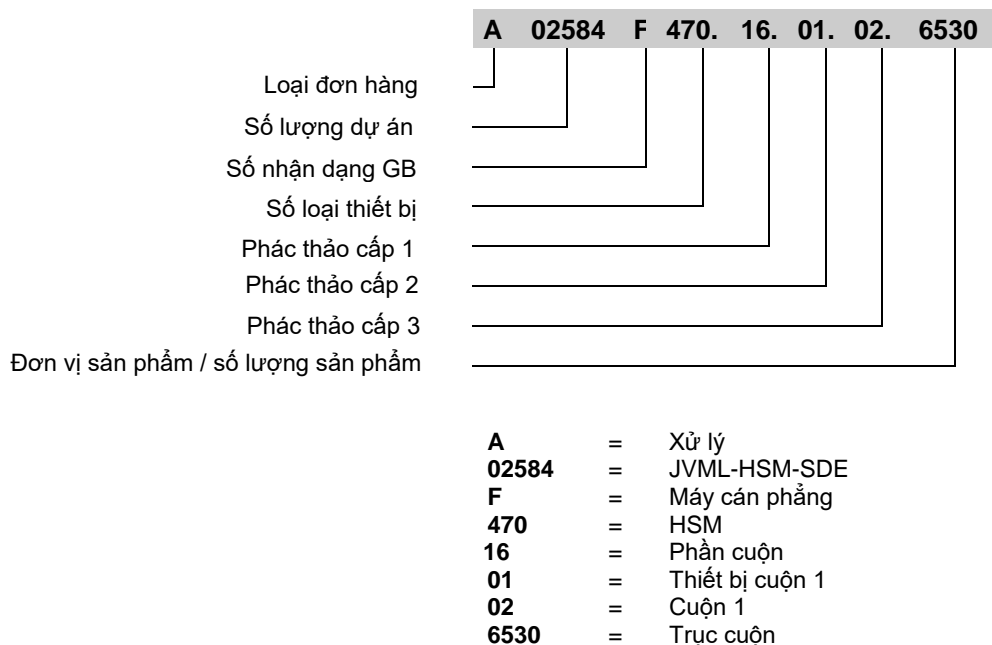 A 02584 F 470. 16. 01. 02. 6530
Loại đơn hàng
Số lượng dự án
Số nhận dạng GB
Số loại thiết bị
Phác thảo cấp 1
Phác thảo cấp 2
Phác thảo cấp 3
Đơn vị sản phẩm / số lượng sản phẩm
A = Xử lý
02584 = JVML-HSM-SDE
F = Máy cán phẳng
470 = HSM
16 = Phần cuộn
01 = Thiết bị cuộn 1
02 = Cuộn 1
6530 = Trục cuộn